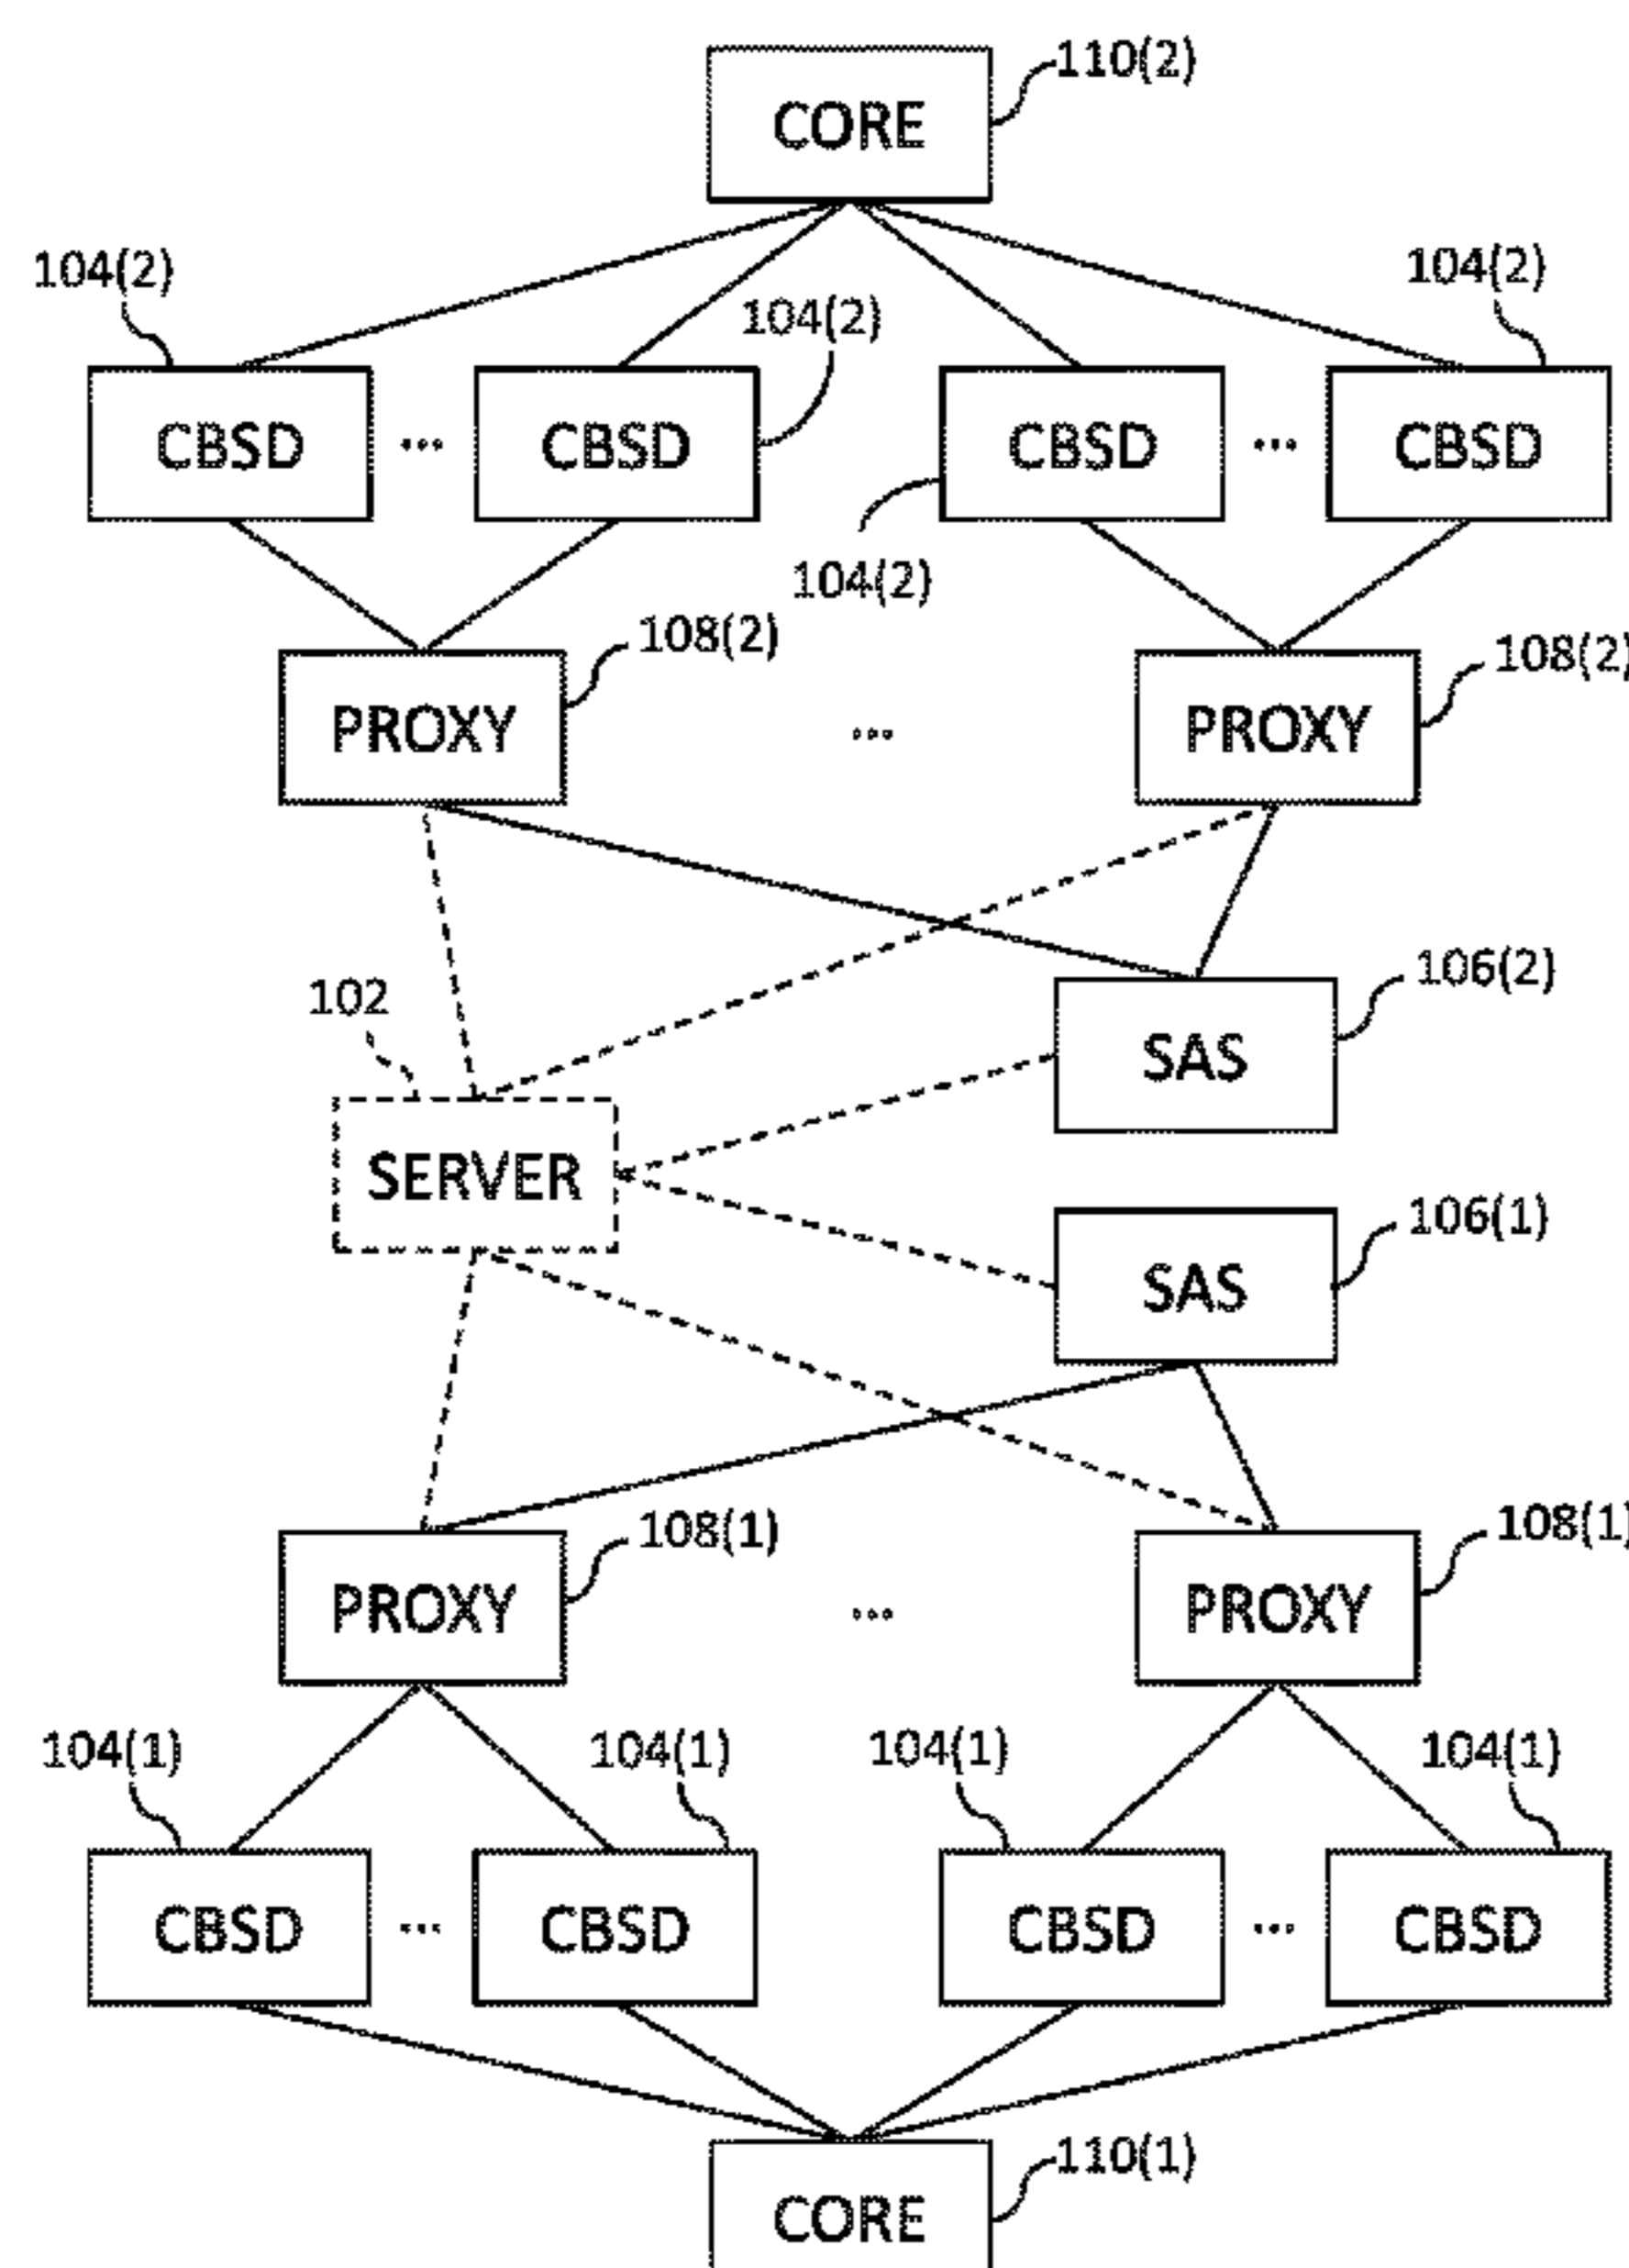 110(2)
CORE
104(2)
104(2)
104(2)
CBSD
...
CBSD
CBSD
...
CBSD
104(2)
108(2)
108(2)
PROXY
...
PROXY
102
106(2)
SAS
SERVER
106(1)
SAS
108(1)
108(1)
PROXY
...
PROXY
104(1)
104(1)
104(1)
104(1)
CBSD
...
CBSD
CBSD
...
CBSD
110(1)
CORE